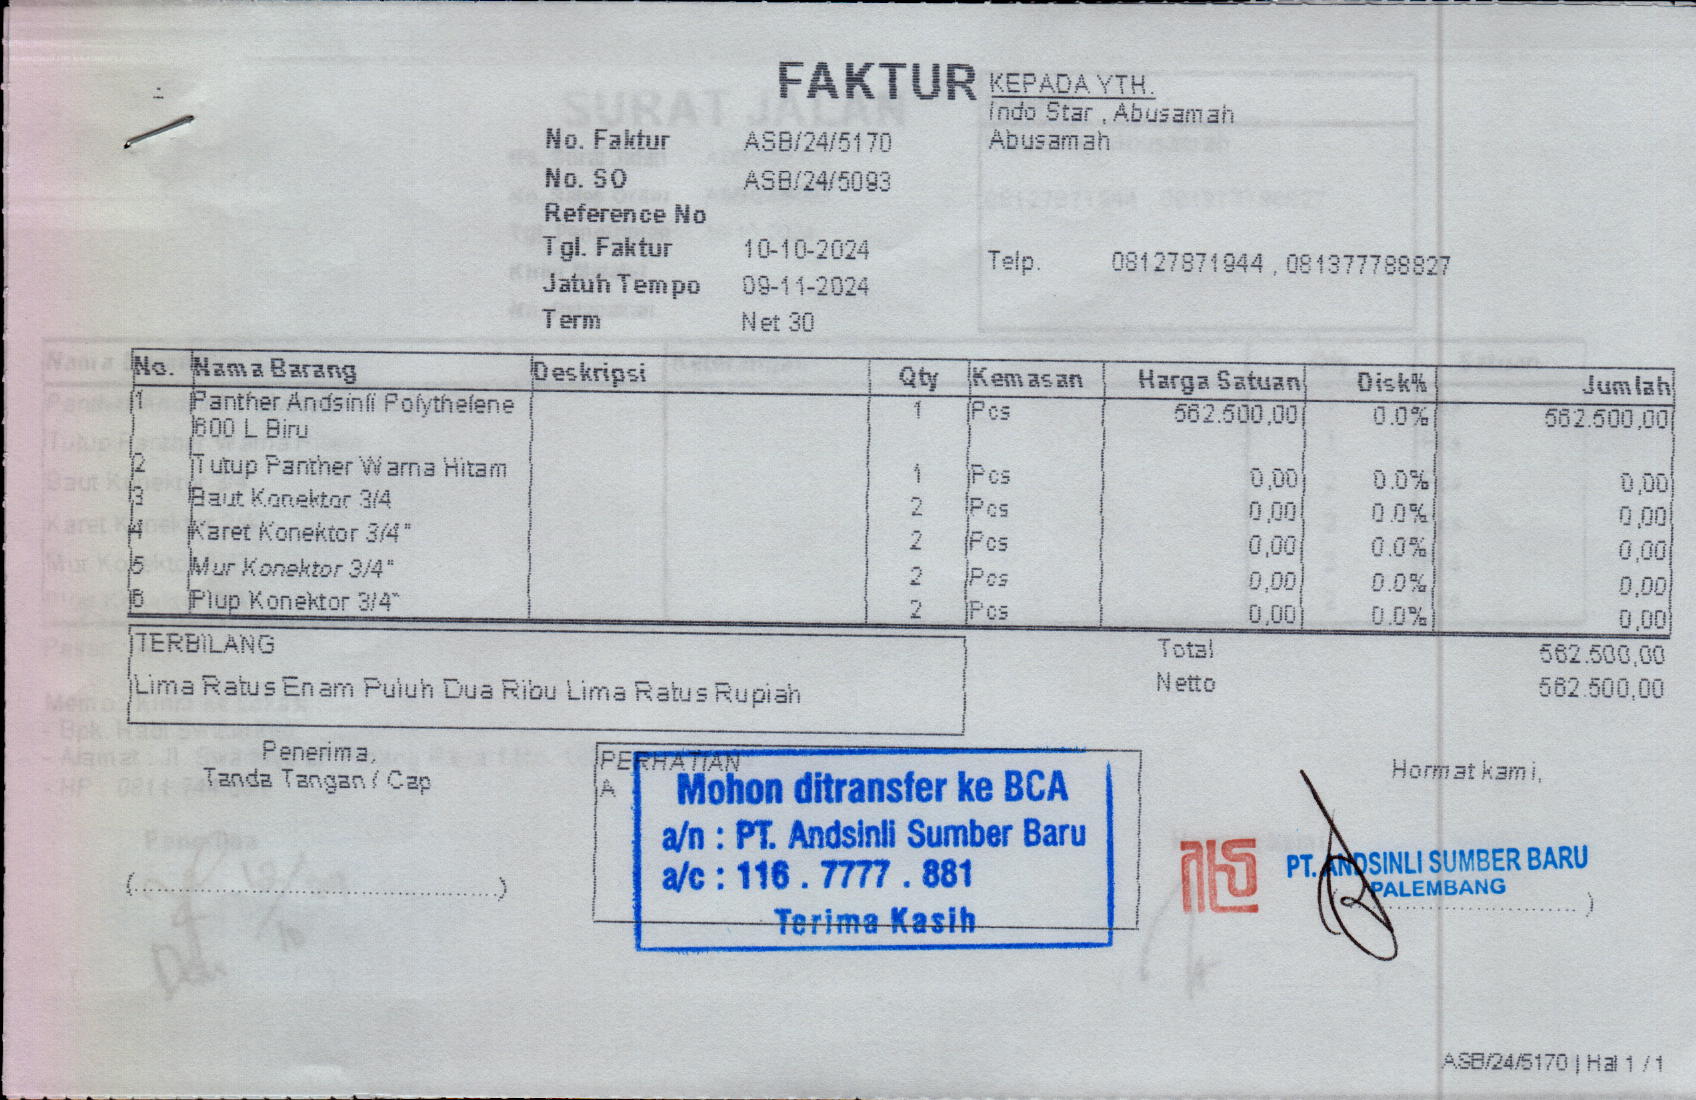 FAKTUR
KEPADA YTH.
Indo Star , Abusamah
Abusamah
No. Faktur ASB/24/5170
No. SO ASB/24/5093
Reference No
Tgl. Faktur 10-10-2024
Jatuh Tempo 09-11-2024
Term Net 30
Telp. 08127871944 , 081377788827
No. Nama Barang Deskripsi Qty Kemasan Harga Satuan Disk% Jumlah
1 Panther Andsinli Polythelene 1 Pcs 562.500,00 0.0% 562.500,00
600 L Biru
2 Tutup Panther Warna Hitam 1 Pcs 0,00 0.0% 0,00
3 Baut Konektor 3/4 2 Pcs 0,00 0.0% 0,00
4 Karet Konektor 3/4" 2 Pcs 0,00 0.0% 0,00
5 Mur Konektor 3/4" 2 Pcs 0,00 0.0% 0,00
6 Plup Konektor 3/4" 2 Pcs 0,00 0.0% 0,00
TERBILANG
Lima Ratus Enam Puluh Dua Ribu Lima Ratus Rupiah
Total 562.500,00
Netto 562.500,00
Penerima,
Tanda Tangan / Cap
(..........)
PERHATIAN
A
Mohon ditransfer ke BCA
a/n : PT. Andsinli Sumber Baru
a/c : 116 . 7777 . 881
Terima Kasih
Hormat kami,
PT. ANDSINLI SUMBER BARU
PALEMBANG
ASB/24/5170 | Hal 1 / 1